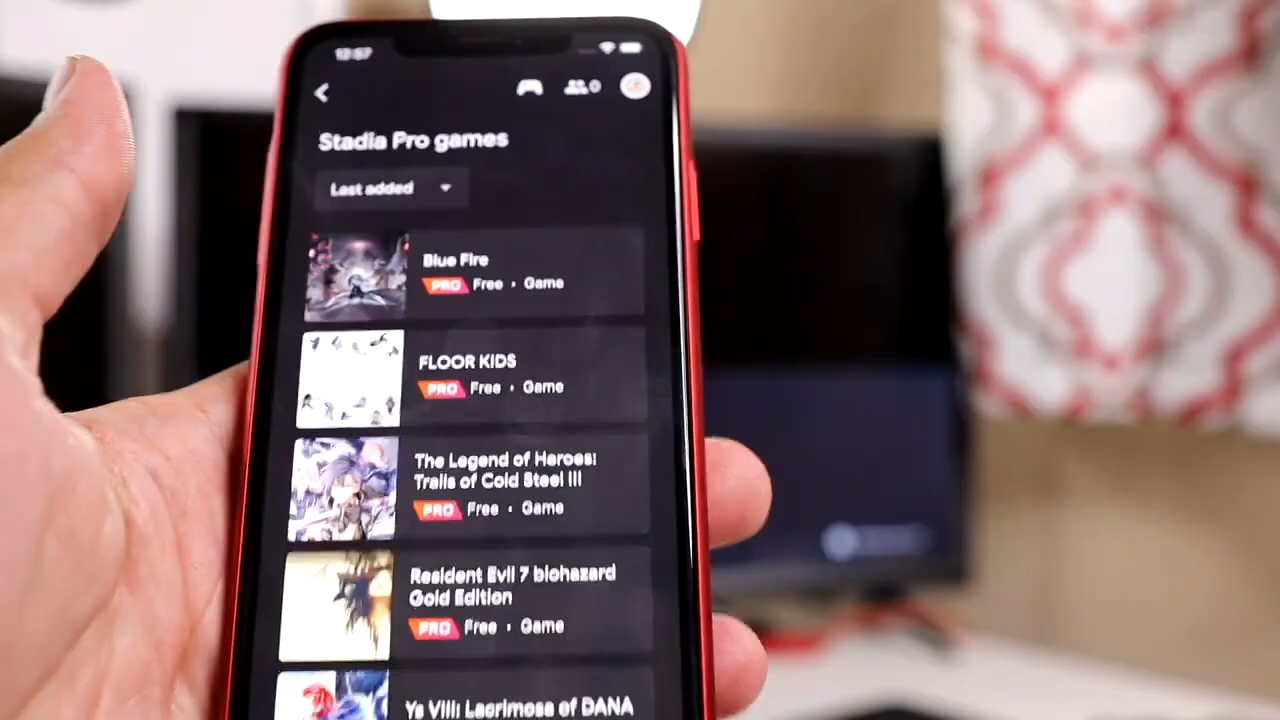 12:57
0
Stadia Pro games
Last added
Blue Fire
PRO Free • Game
FLOOR KIDS
PRO Free • Game
The Legend of Heroes:
Trails of Cold Steel III
PRO Free • Game
Resident Evil 7 biohazard
Gold Edition
PRO Free • Game
Ys VIII: Lacrimosa of DANA